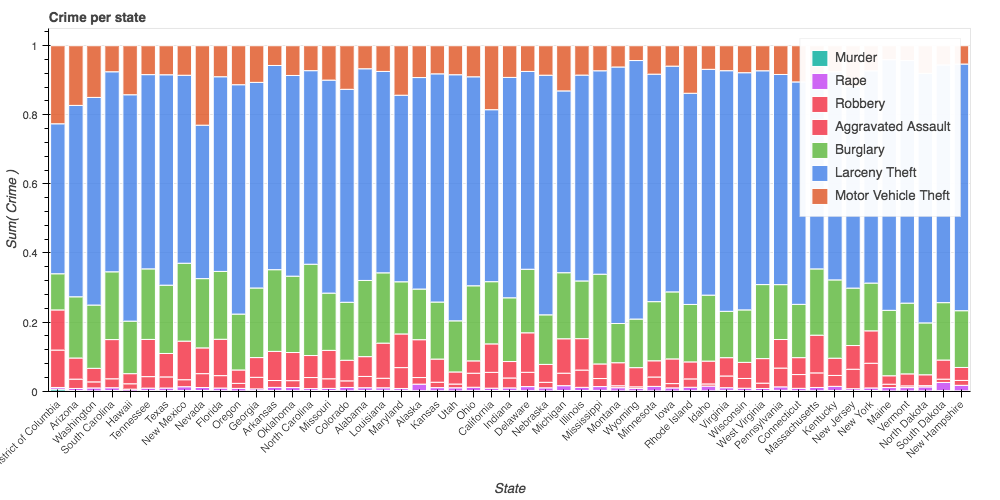 Crime per state
Murder
Rape
Robbery
Aggravated Assault
Burglary
Larceny Theft
Motor Vehicle Theft
Sum( Crime )
1
0.8
0.6
0.4
0.2
0
strict of Columbia
Arizona
Washington
South Carolina
Hawaii
Tennessee
Texas
New Mexico
Nevada
Florida
Oregon
Georgia
Arkansas
Oklahoma
North Carolina
Missouri
Colorado
Alabama
Louisiana
Maryland
Alaska
Kansas
Utah
Ohio
California
Indiana
Delaware
Nebraska
Michigan
Illinois
Mississippi
Montana
Wyoming
Minnesota
Iowa
Rhode Island
Idaho
Virginia
Wisconsin
West Virginia
Pennsylvania
Connecticut
Massachusetts
Kentucky
New Jersey
New York
Maine
Vermont
North Dakota
South Dakota
New Hampshire
State